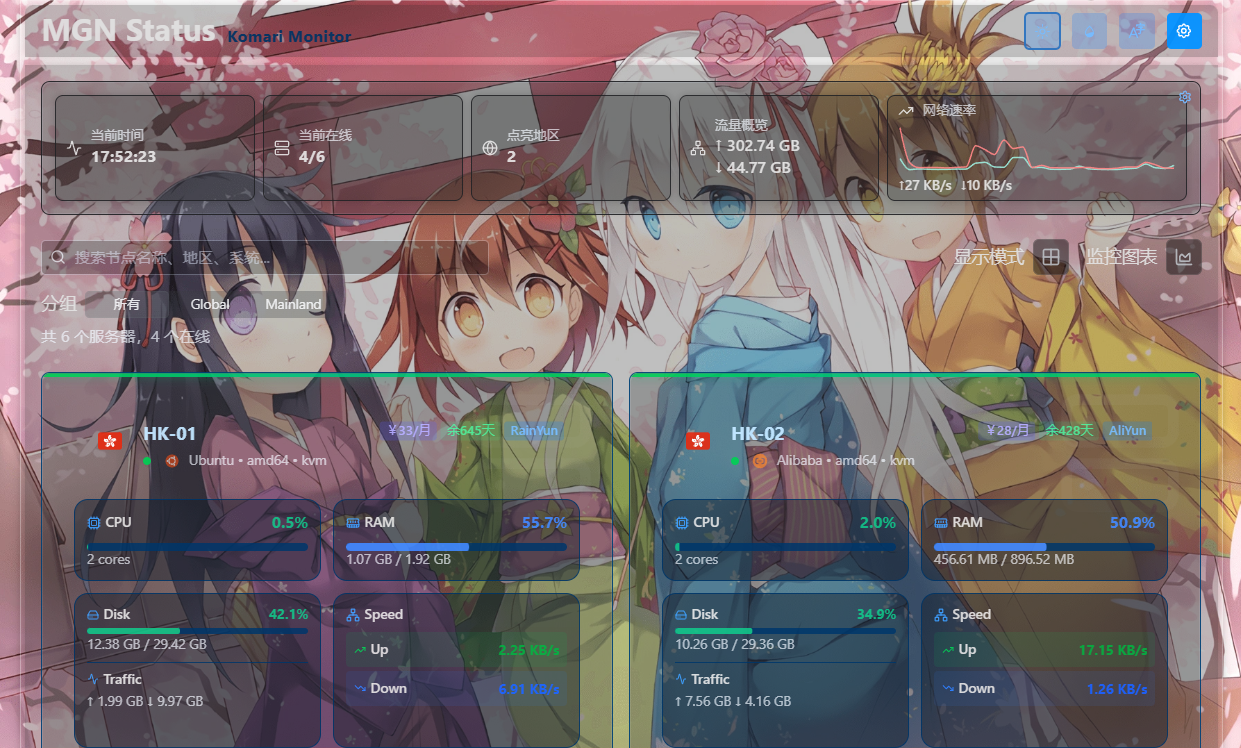 MGN Status Komari Monitor
当前时间
17:52:23
当前在线
4/6
点亮地区
2
流量概览
↑ 302.74 GB
↓ 44.77 GB
网络速率
↑27 KB/s ↓10 KB/s
搜索节点名称、地区、系统...
显示模式 监控图表
分组 所有 Global Mainland
共 6 个服务器，4 个在线
HK-01
¥33/月 余645天 RainYun
Ubuntu • amd64 • kvm
CPU 0.5%
2 cores
RAM 55.7%
1.07 GB / 1.92 GB
Disk 42.1%
12.38 GB / 29.42 GB
Traffic
↑ 1.99 GB ↓ 9.97 GB
Speed
Up 2.25 KB/s
Down 6.91 KB/s
HK-02
¥28/月 余428天 AliYun
Alibaba • amd64 • kvm
CPU 2.0%
2 cores
RAM 50.9%
456.61 MB / 896.52 MB
Disk 34.9%
10.26 GB / 29.36 GB
Traffic
↑ 7.56 GB ↓ 4.16 GB
Speed
Up 17.15 KB/s
Down 1.26 KB/s